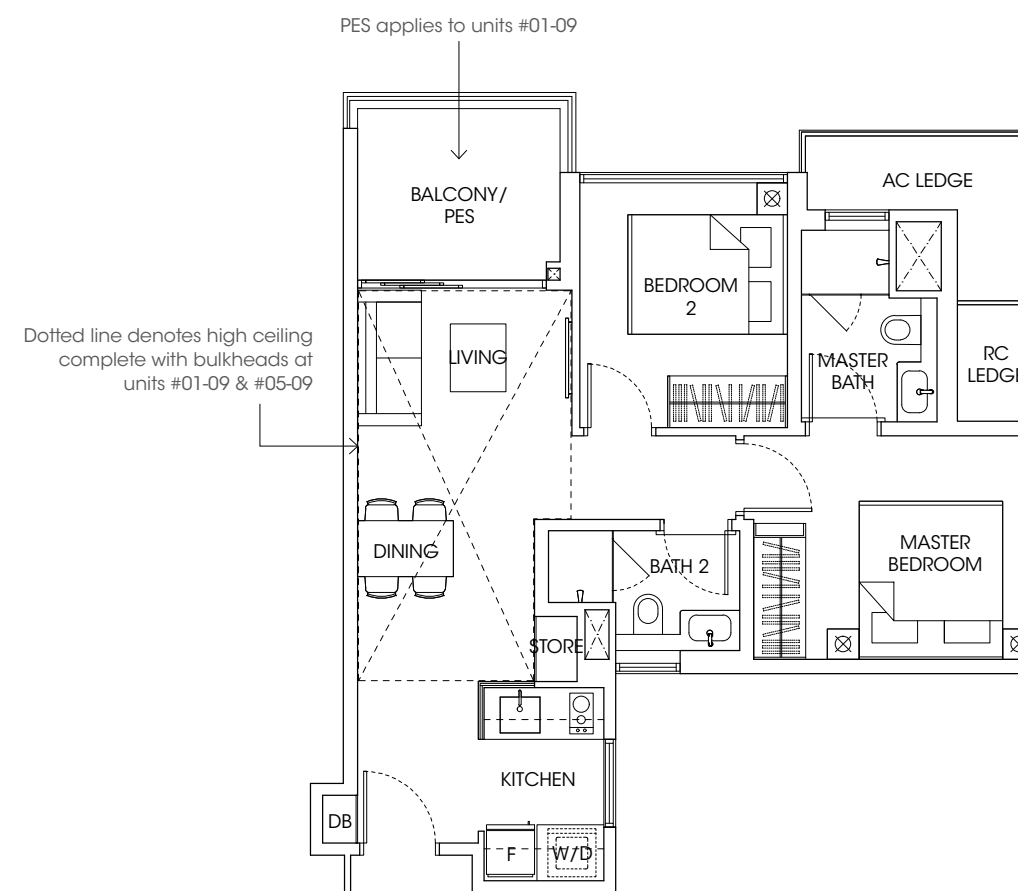 PES applies to units #01-09
BALCONY/
PES
AC LEDGE
BEDROOM
2
Dotted line denotes high ceiling
complete with bulkheads at
units #01-09 & #05-09
LIVING
MASTER
BATH
RC
LEDGE
DINING
BATH 2
MASTER
BEDROOM
STORE
KITCHEN
DB
F
W/D